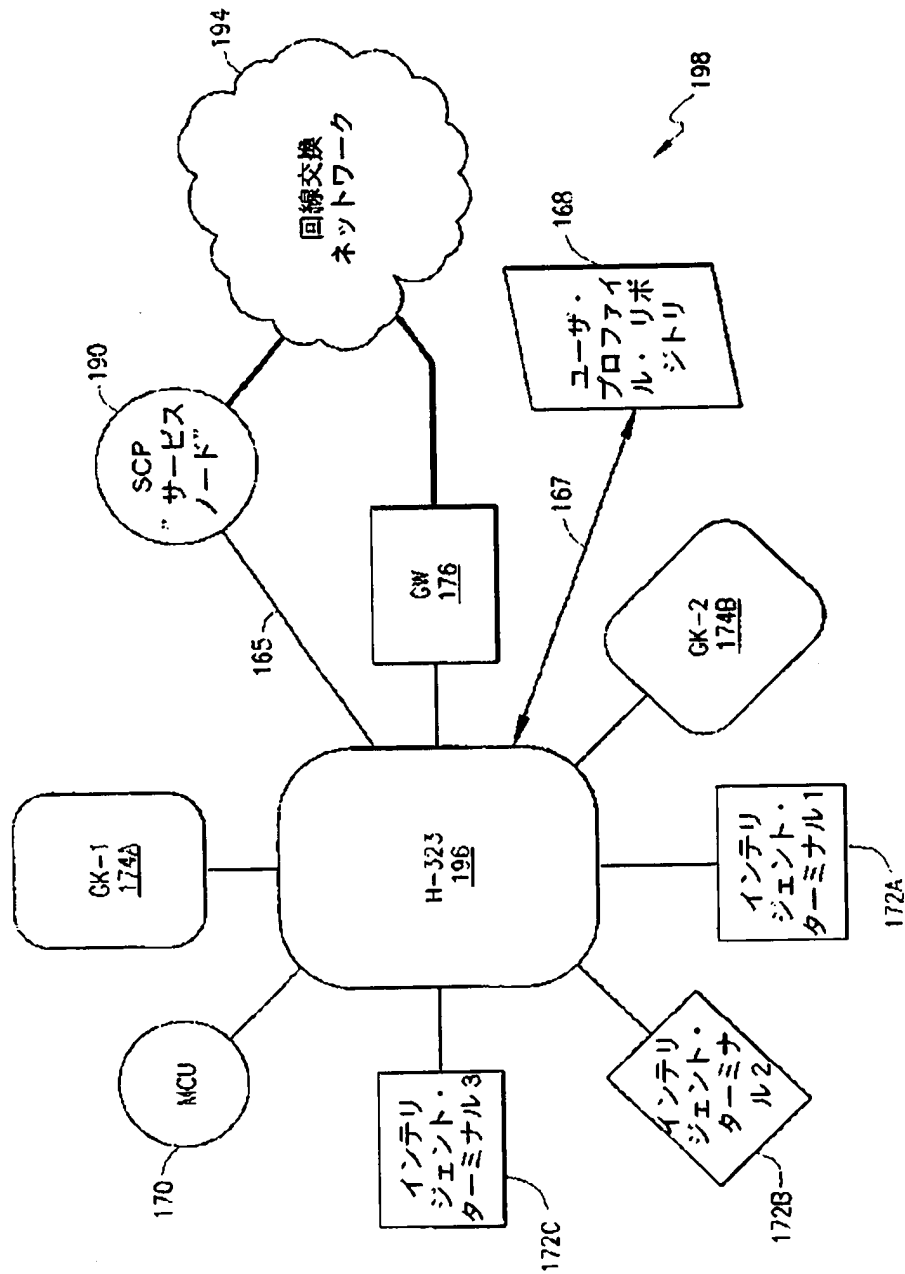 194
回線交換
ネットワーク
198
190
SCP
"サービス
ノード"
168
ユーザ・
プロファイ
ル・リポ
ジトリ
165
167
GW
176
GK-1
174A
GK-2
174B
H-323
196
MCU
170
インテリ
ジェント・
ターミナル3
172C
インテリ
ジェント・
ターミナ
ル2
172B
インテリ
ジェント・
ターミナル1
172A